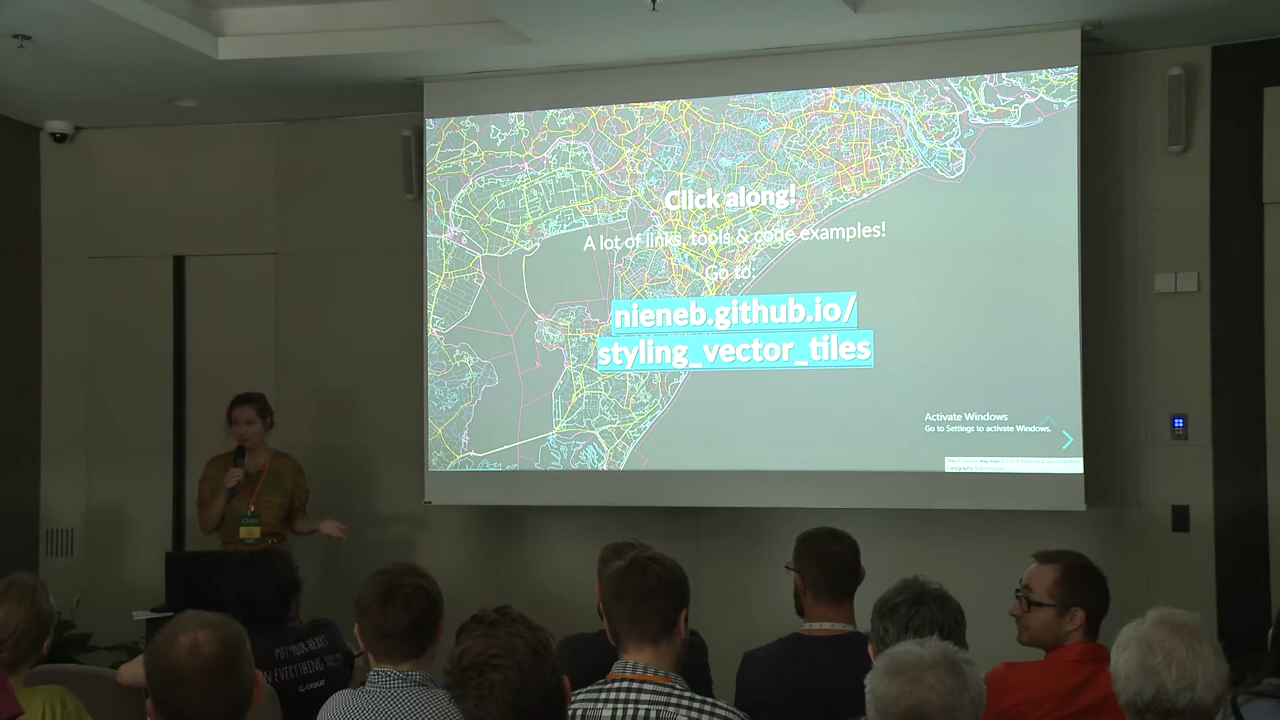 Click along!
A lot of links, tools & code examples!
Go to:
nieneb.github.io/
styling_vector_tiles
Activate Windows
Go to Settings to activate Windows.